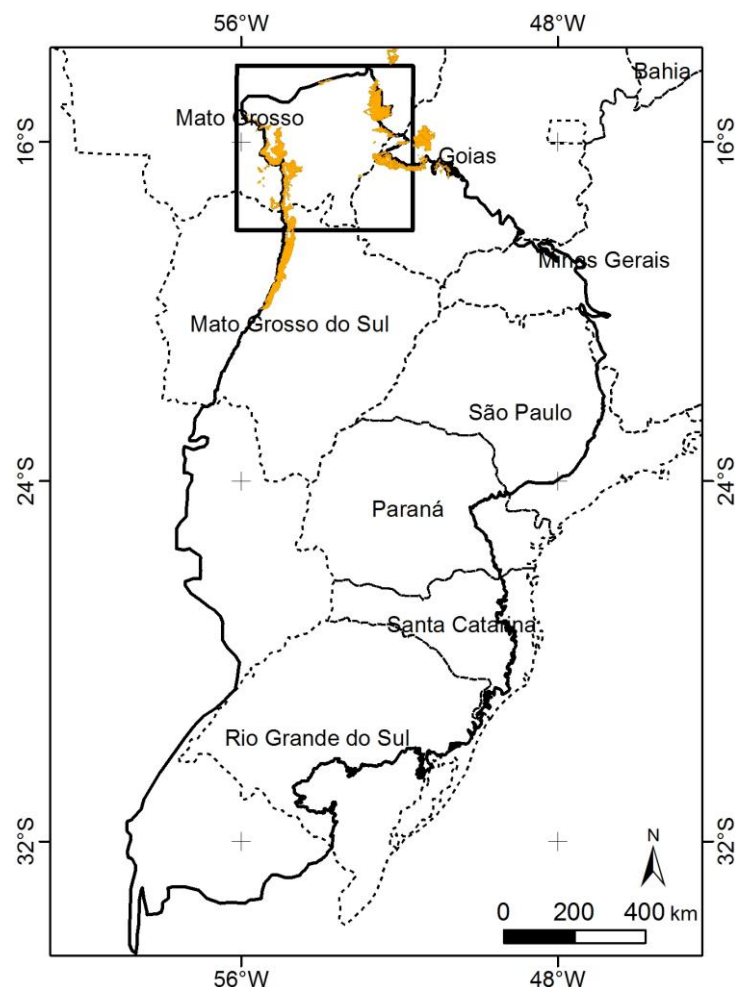 56°W 48°W
Bahia
Mato Grosso
16°S 16°S
Goias
Minas Gerais
Mato Grosso do Sul
São Paulo
24°S 24°S
Paraná
Santa Catarina
Rio Grande do Sul
32°S 32°S
N
0 200 400 km
56°W 48°W